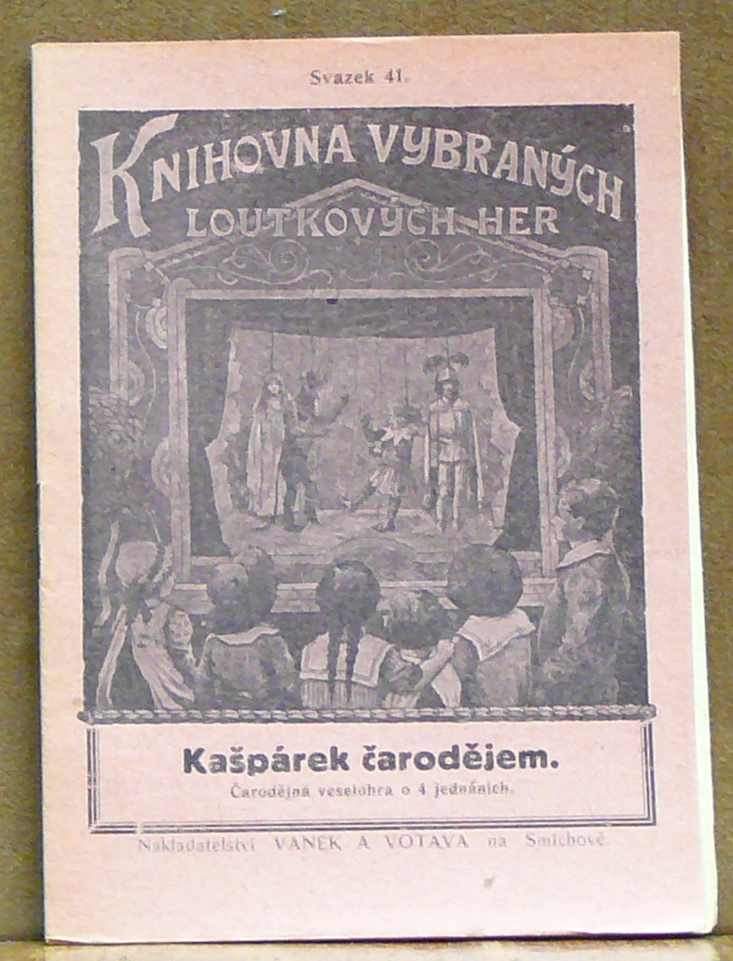 Svazek 41.
KNIHOVNA VYBRANÝCH
LOUTKOVÝCH HER
Kašpárek čarodějem.
Čarodějná veselohra o 4 jednáních.
Nakladatelství VANĚK A VOTAVA na Smíchově.